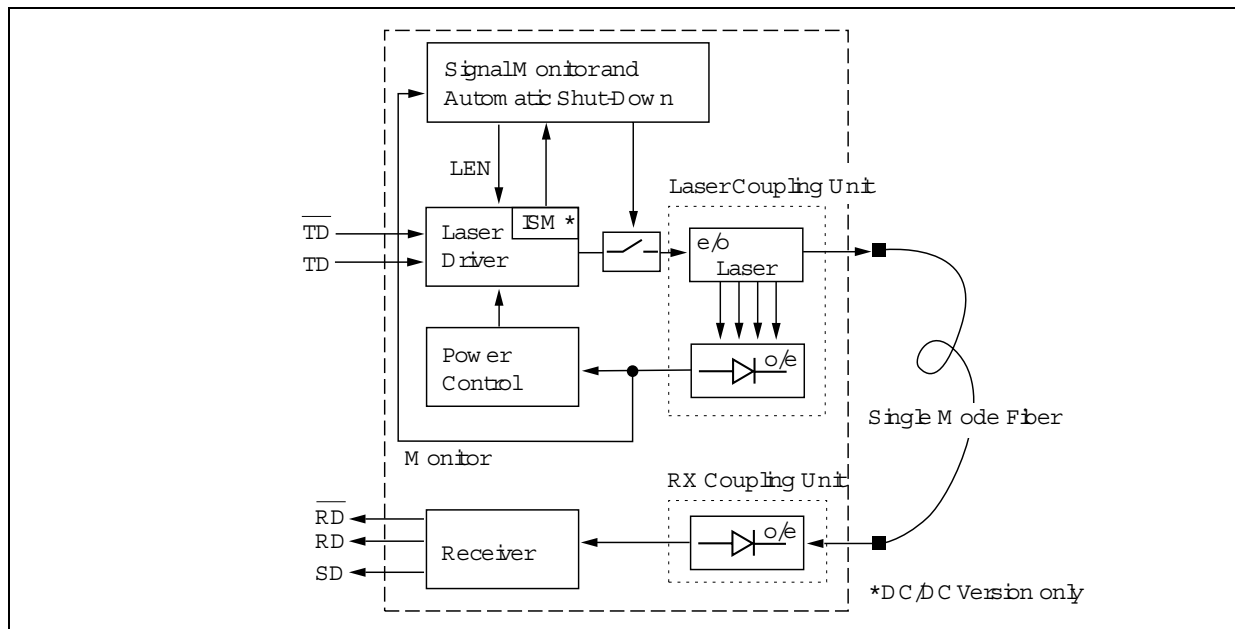 Signal Monitor and
Automatic Shut-Down
LEN
Laser Coupling Unit
TD
TD
Laser
Driver
ISM *
e/o
Laser
Power
Control
o/e
Single Mode Fiber
Monitor
RX Coupling Unit
RD
RD
SD
Receiver
o/e
*DC/DC Version only